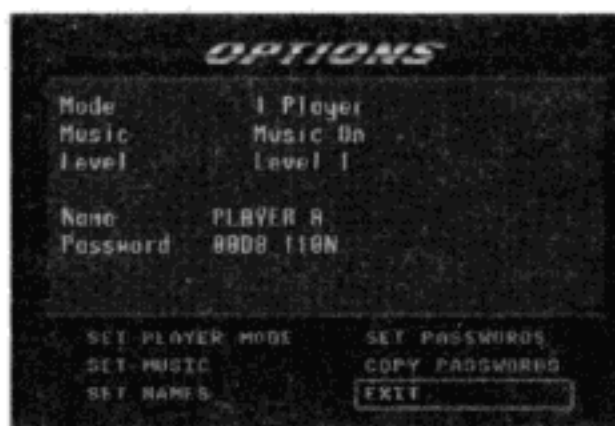 OPTIONS
Mode 1 Player
Music Music On
Level Level 1
Name PLAYER A
Password 110N
SET PLAYER MODE SET PASSWORDS
SET MUSIC COPY PASSWORDS
SET NAMES EXIT